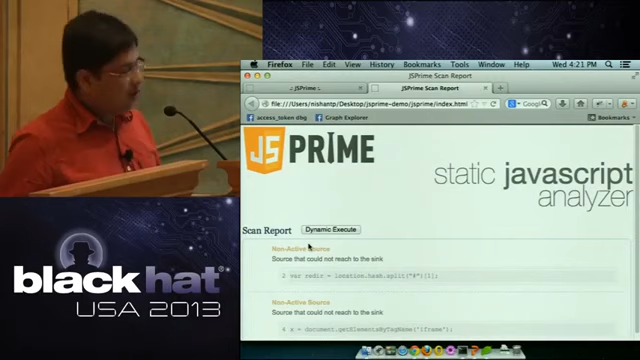 Firefox File Edit View History Bookmarks Tools Window Help Wed 4:21 PM
JSPrime Scan Report
.: JSPrime :.
JSPrime Scan Report
file:///Users/nishantp/Desktop/jsprime-demo/jsprime/index.html
access_token dbg Graph Explorer Bookmarks
JS PRIME
static javascript
analyzer
Scan Report Dynamic Execute
Non-Active Source
Source that could not reach to the sink
2 var redir = location.hash.split("#")[1];
Non-Active Source
Source that could not reach to the sink
4 x = document.getElementsByTagName('iframe');
black hat
USA 2013